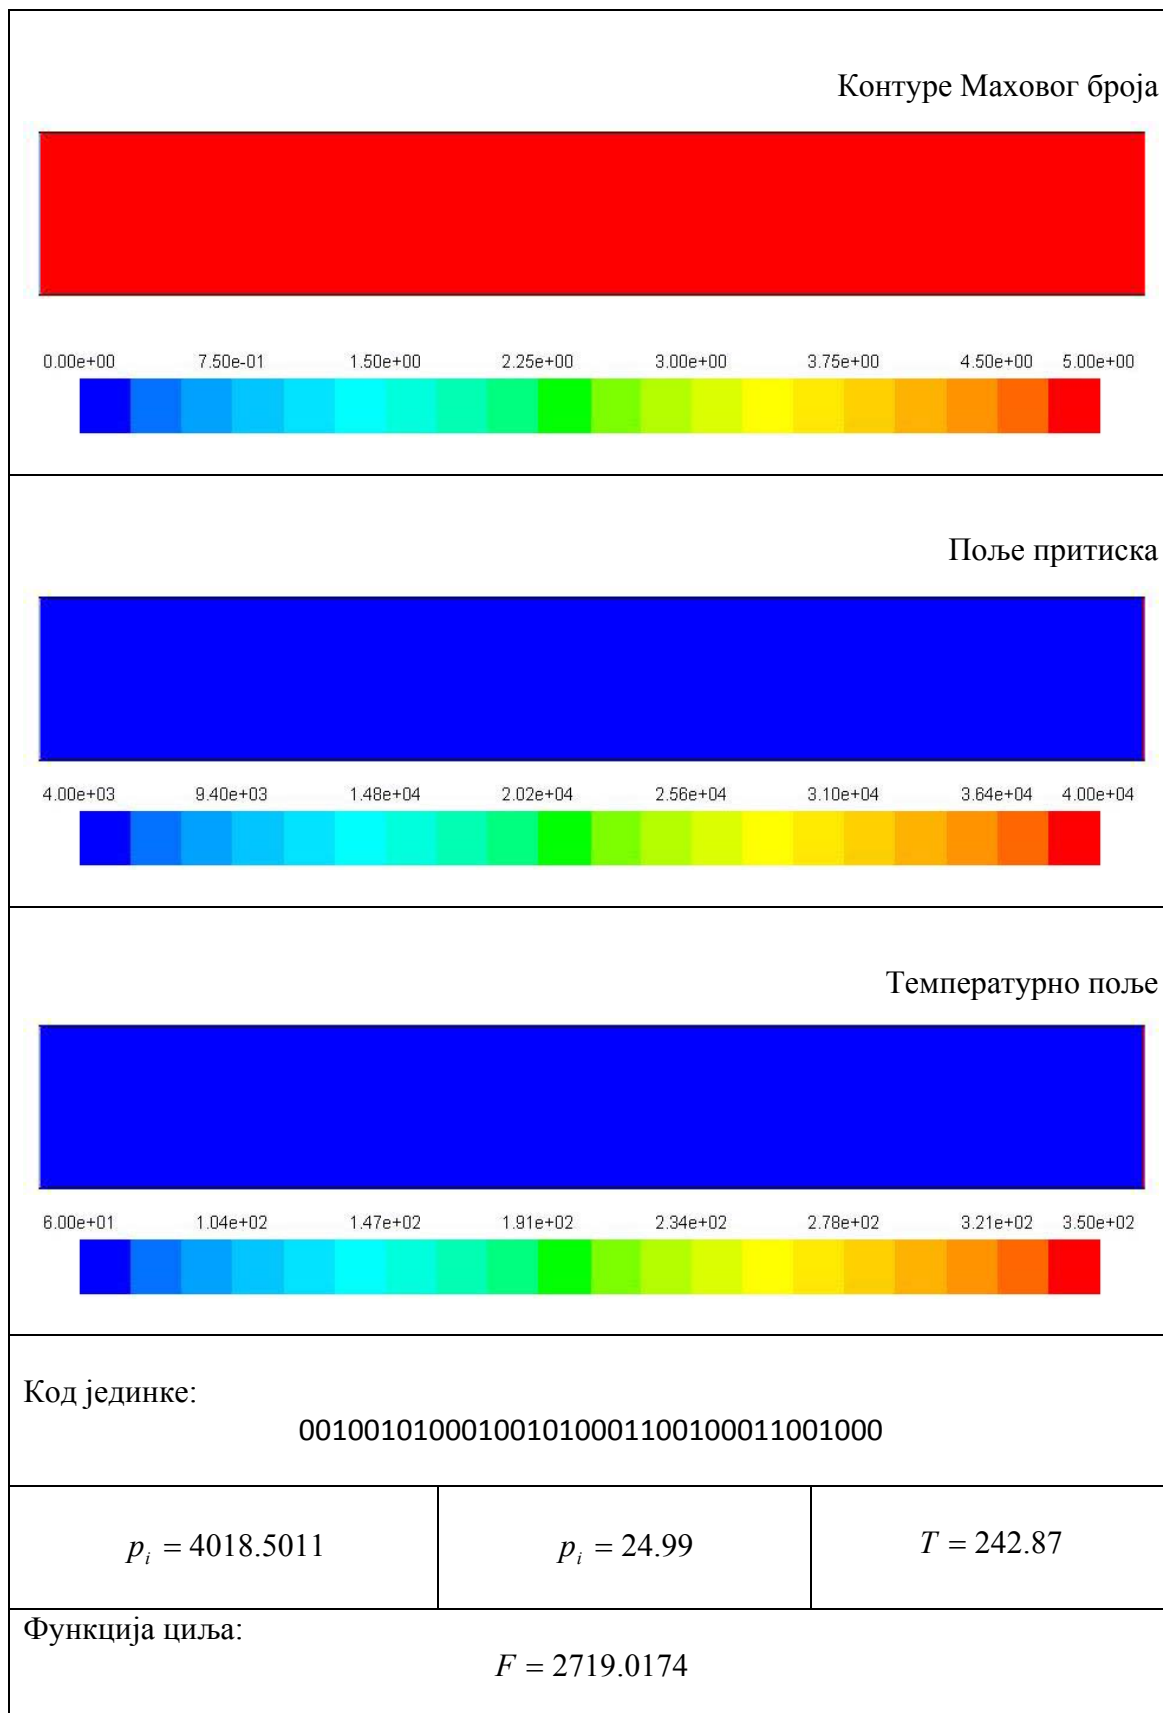 Контуре Маховог броја
0.00e+00 7.50e-01 1.50e+00 2.25e+00 3.00e+00 3.75e+00 4.50e+00 5.00e+00
Поље притиска
4.00e+03 9.40e+03 1.48e+04 2.02e+04 2.56e+04 3.10e+04 3.64e+04 4.00e+04
Температурно поље
6.00e+01 1.04e+02 1.47e+02 1.91e+02 2.34e+02 2.78e+02 3.21e+02 3.50e+02
Код јединке:
001001010001001010001100100011001000
p_i = 4018.5011 p_i = 24.99 T = 242.87
Функција циља:
F = 2719.0174